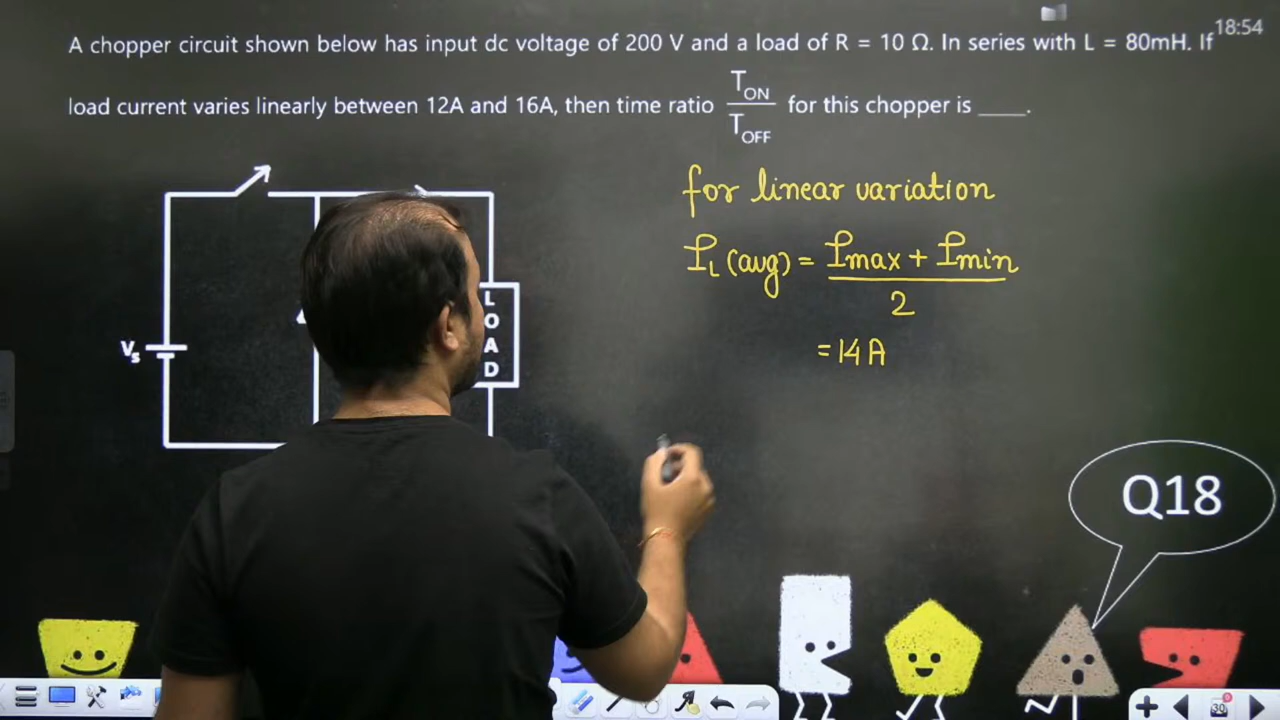 18:54
A chopper circuit shown below has input dc voltage of 200 V and a load of R = 10 Ω. In series with L = 80mH. If
load current varies linearly between 12A and 16A, then time ratio T_ON / T_OFF for this chopper is ____.
for linear variation
I_L (avg) = (I_max + I_min) / 2
= 14 A
V_s
LOAD
Q18
30